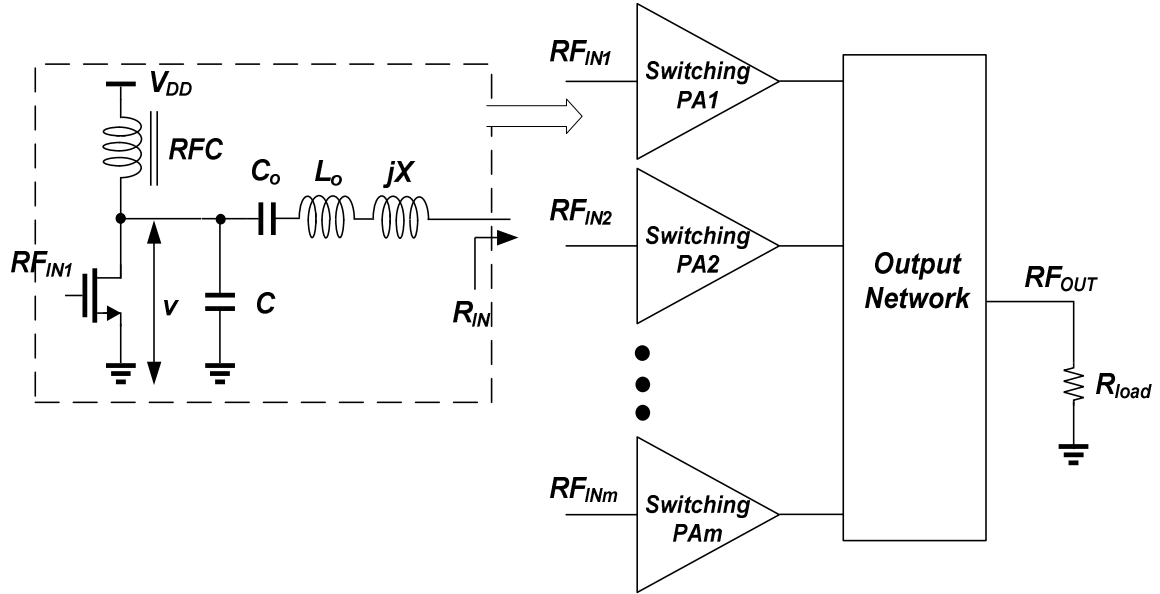 V_DD
RFC
C_o
L_o
jX
RF_IN1
v
C
R_IN
RF_IN1
Switching
PA1
RF_IN2
Switching
PA2
RF_INm
Switching
PAm
Output
Network
RF_OUT
R_load